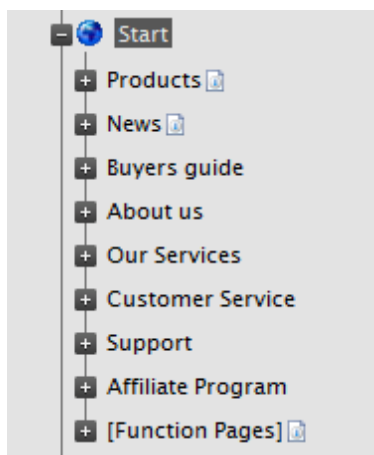 Start
Products
News
Buyers guide
About us
Our Services
Customer Service
Support
Affiliate Program
[Function Pages]